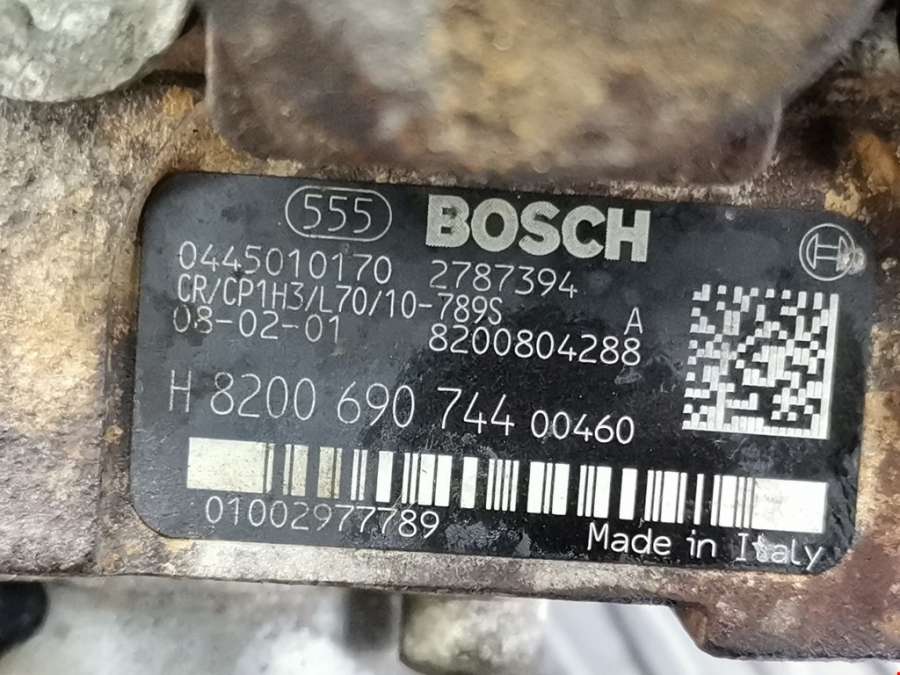 555 BOSCH H
0445010170 2787394
CR/CP1H3/L70/10-789S A
08-02-01 8200804288
H 8200 690 744 00460
01002977789
Made in Italy